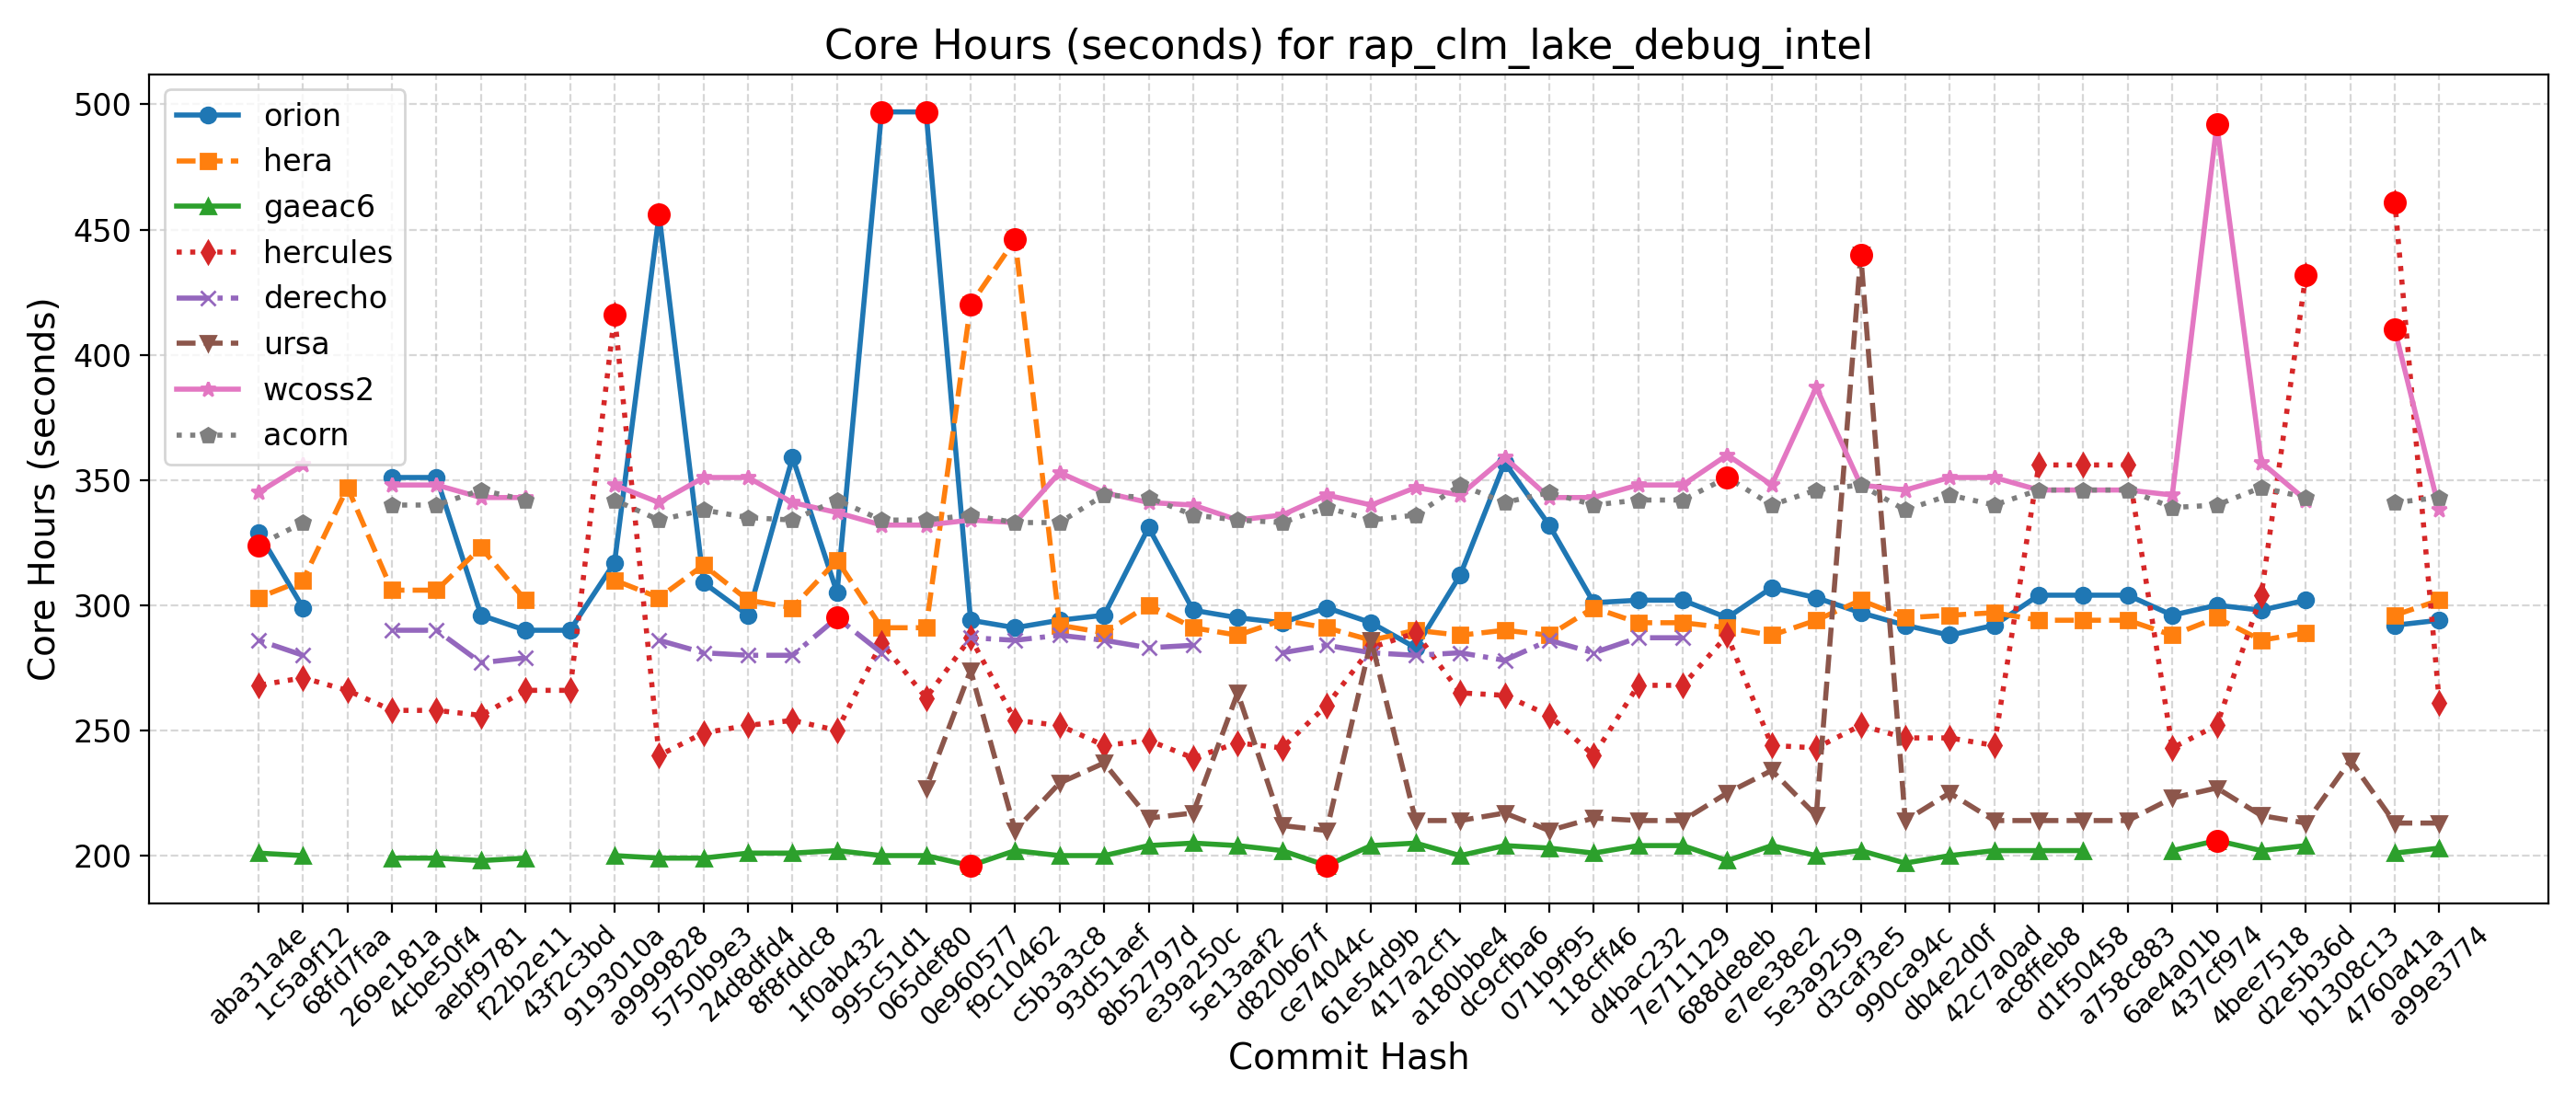 Core Hours (seconds) for rap_clm_lake_debug_intel
Core Hours (seconds)
500
450
400
350
300
250
200
orion
hera
gaeac6
hercules
derecho
ursa
wcoss2
acorn
aba31a4e
1c5a9f12
68fd7faa
269e181a
4cbe50f4
aebf9781
f22b2e11
43f2c3bd
9193010a
a9999828
5750b9e3
24d8dfd4
8f8fddc8
1f0ab432
995c51d1
065def80
0e960577
f9c10462
c5b3a3c8
93d51aef
8b52797d
e39a250c
5e13aaf2
d820b67f
ce74044c
61e54d9b
417a2cf1
a180bbe4
dc9cfba6
071b9f95
118cff46
d4bac232
7e711129
688de8eb
e7ee38e2
5e3a9259
d3caf3e5
990ca94c
db4e2d0f
42c7a0ad
ac8ffeb8
d1f50458
a758c883
6ae4a01b
437cf974
4bee7518
d2e5b36d
b1308c13
4760a41a
a99e3774
Commit Hash